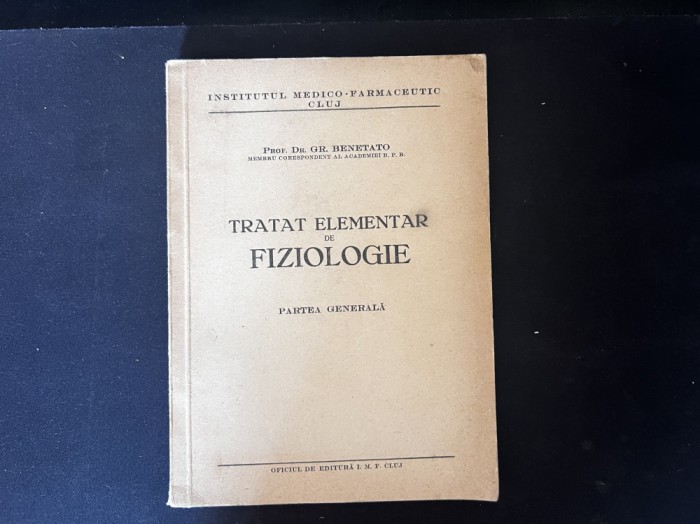 INSTITUTUL MEDICO-FARMACEUTIC
CLUJ
PROF. DR. GR. BENETATO
MEMBRU CORESPONDENT AL ACADEMIEI R. P. R.
TRATAT ELEMENTAR
DE
FIZIOLOGIE
PARTEA GENERALĂ
OFICIUL DE EDITURĂ I. M. F. CLUJ